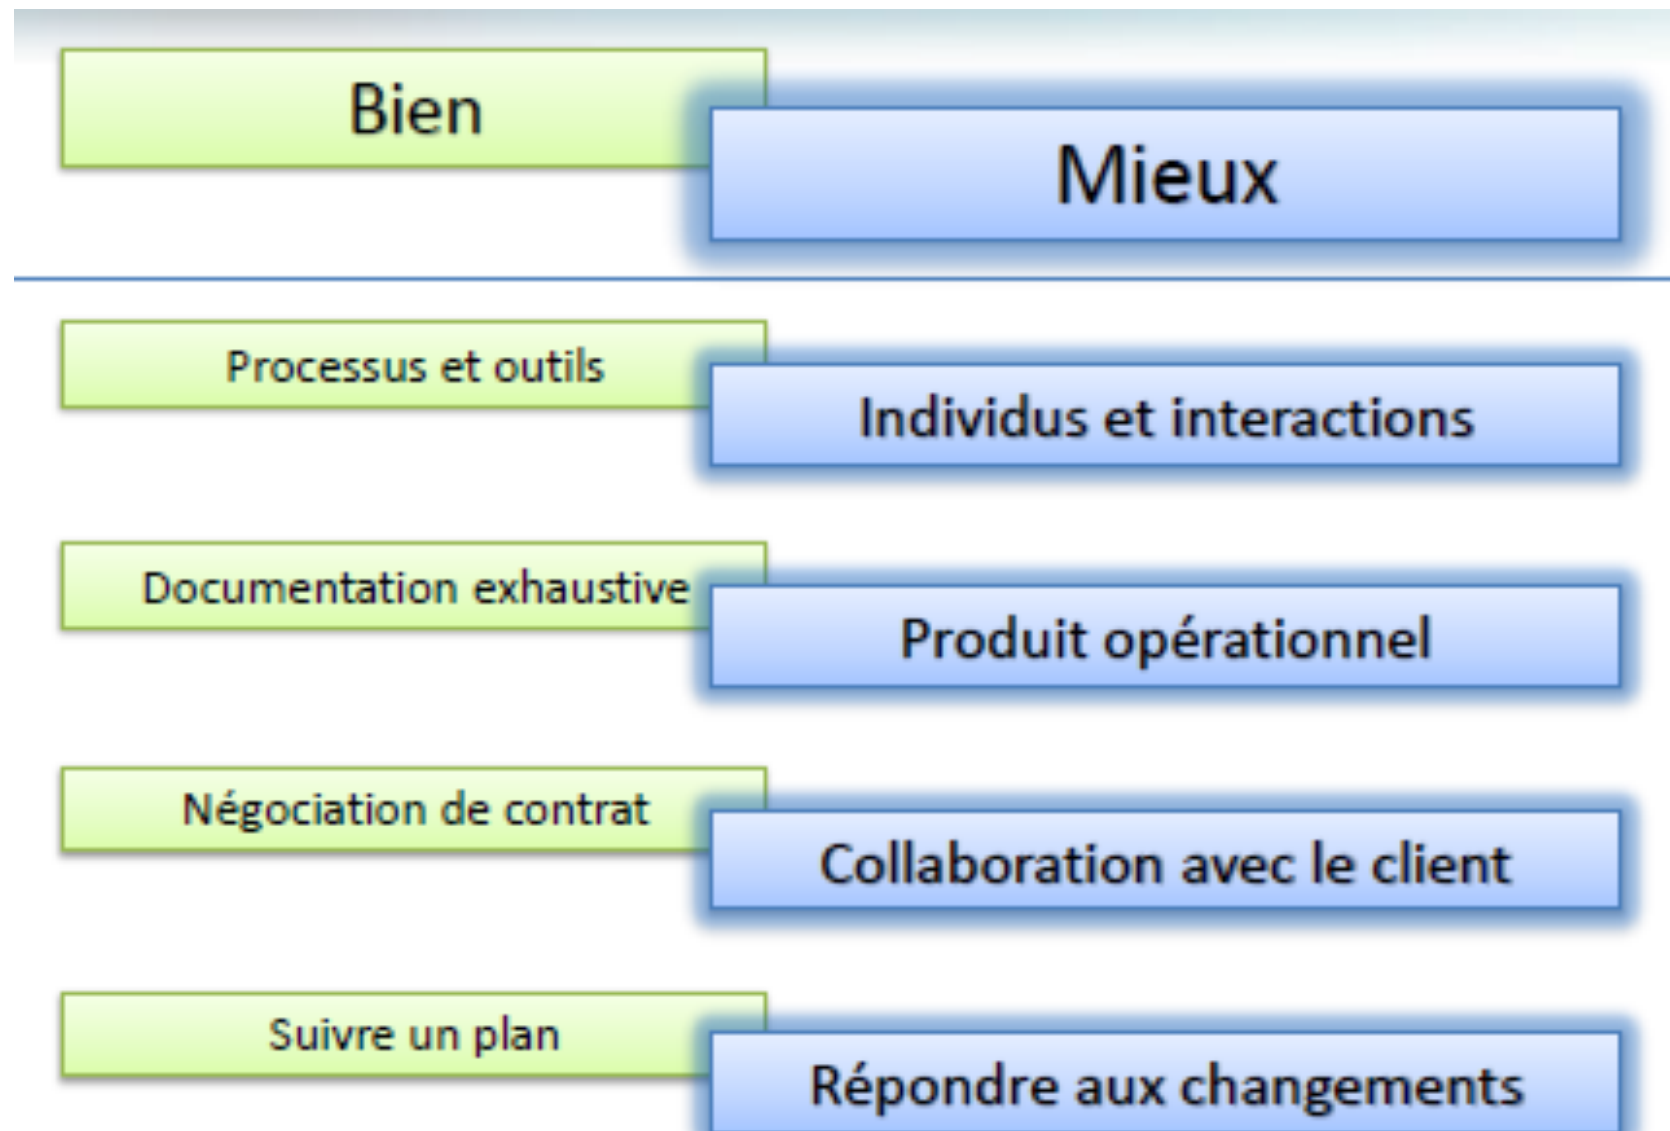 Bien
Mieux
Processus et outils
Individus et interactions
Documentation exhaustive
Produit opérationnel
Négociation de contrat
Collaboration avec le client
Suivre un plan
Répondre aux changements